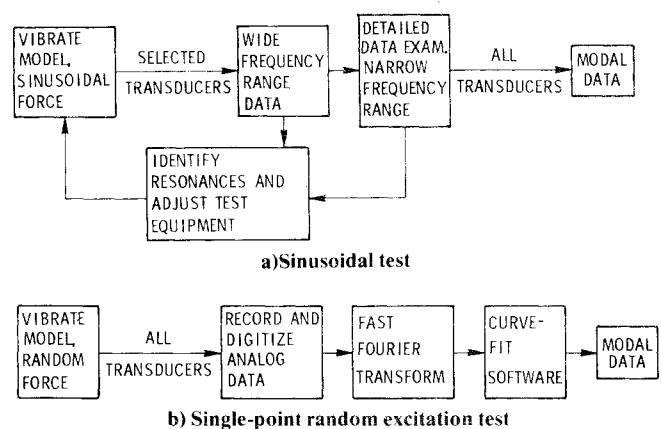 VIBRATE
MODEL,
SINUSOIDAL
FORCE
SELECTED
TRANSDUCERS
WIDE
FREQUENCY
RANGE
DATA
DETAILED
DATA EXAM.
NARROW
FREQUENCY
RANGE
ALL
TRANSDUCERS
MODAL
DATA
IDENTIFY
RESONANCES AND
ADJUST TEST
EQUIPMENT
a)Sinusoidal test
VIBRATE
MODEL,
RANDOM
FORCE
ALL
TRANSDUCERS
RECORD AND
DIGITIZE
ANALOG
DATA
FAST
FOURIER
TRANSFORM
CURVE-
FIT
SOFTWARE
MODAL
DATA
b) Single-point random excitation test